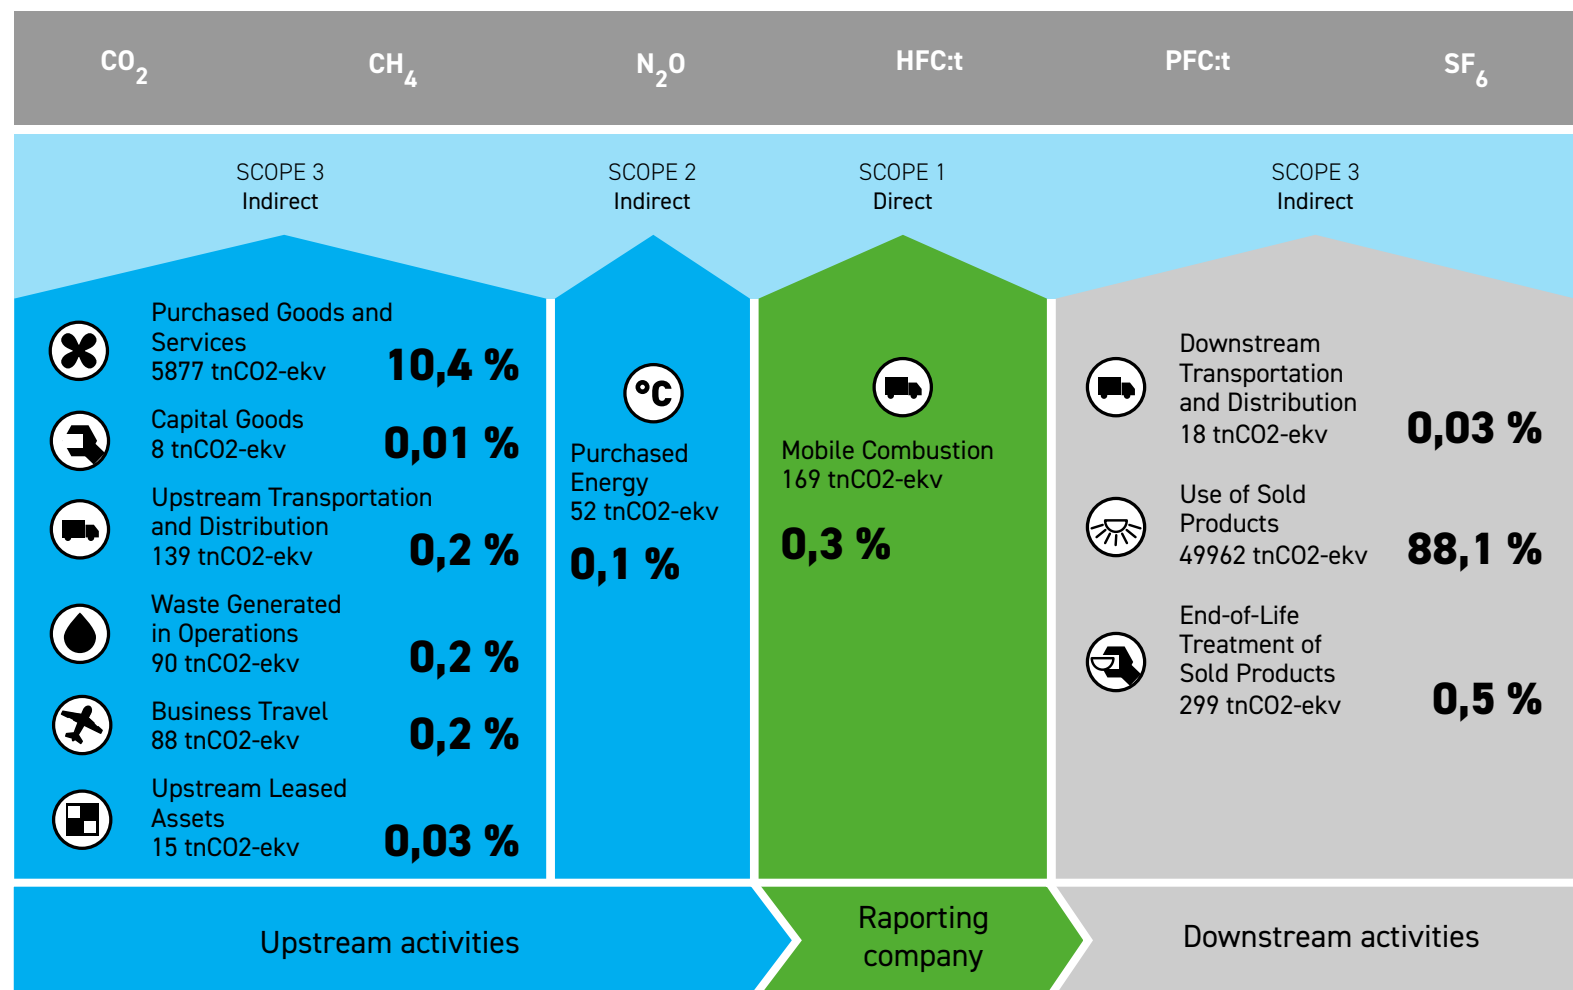 CO2
CH4
N2O
HFC:t
PFC:t
SF6
SCOPE 3
Indirect
SCOPE 2
Indirect
SCOPE 1
Direct
SCOPE 3
Indirect
Purchased Goods and
Services
5877 tnCO2-ekv
10,4 %
Capital Goods
8 tnCO2-ekv
0,01 %
Upstream Transportation
and Distribution
139 tnCO2-ekv
0,2 %
Waste Generated
in Operations
90 tnCO2-ekv
0,2 %
Business Travel
88 tnCO2-ekv
0,2 %
Upstream Leased
Assets
15 tnCO2-ekv
0,03 %
°C
Purchased
Energy
52 tnCO2-ekv
0,1 %
Mobile Combustion
169 tnCO2-ekv
0,3 %
Downstream
Transportation
and Distribution
18 tnCO2-ekv
0,03 %
Use of Sold
Products
49962 tnCO2-ekv
88,1 %
End-of-Life
Treatment of
Sold Products
299 tnCO2-ekv
0,5 %
Upstream activities
Raporting
company
Downstream activities